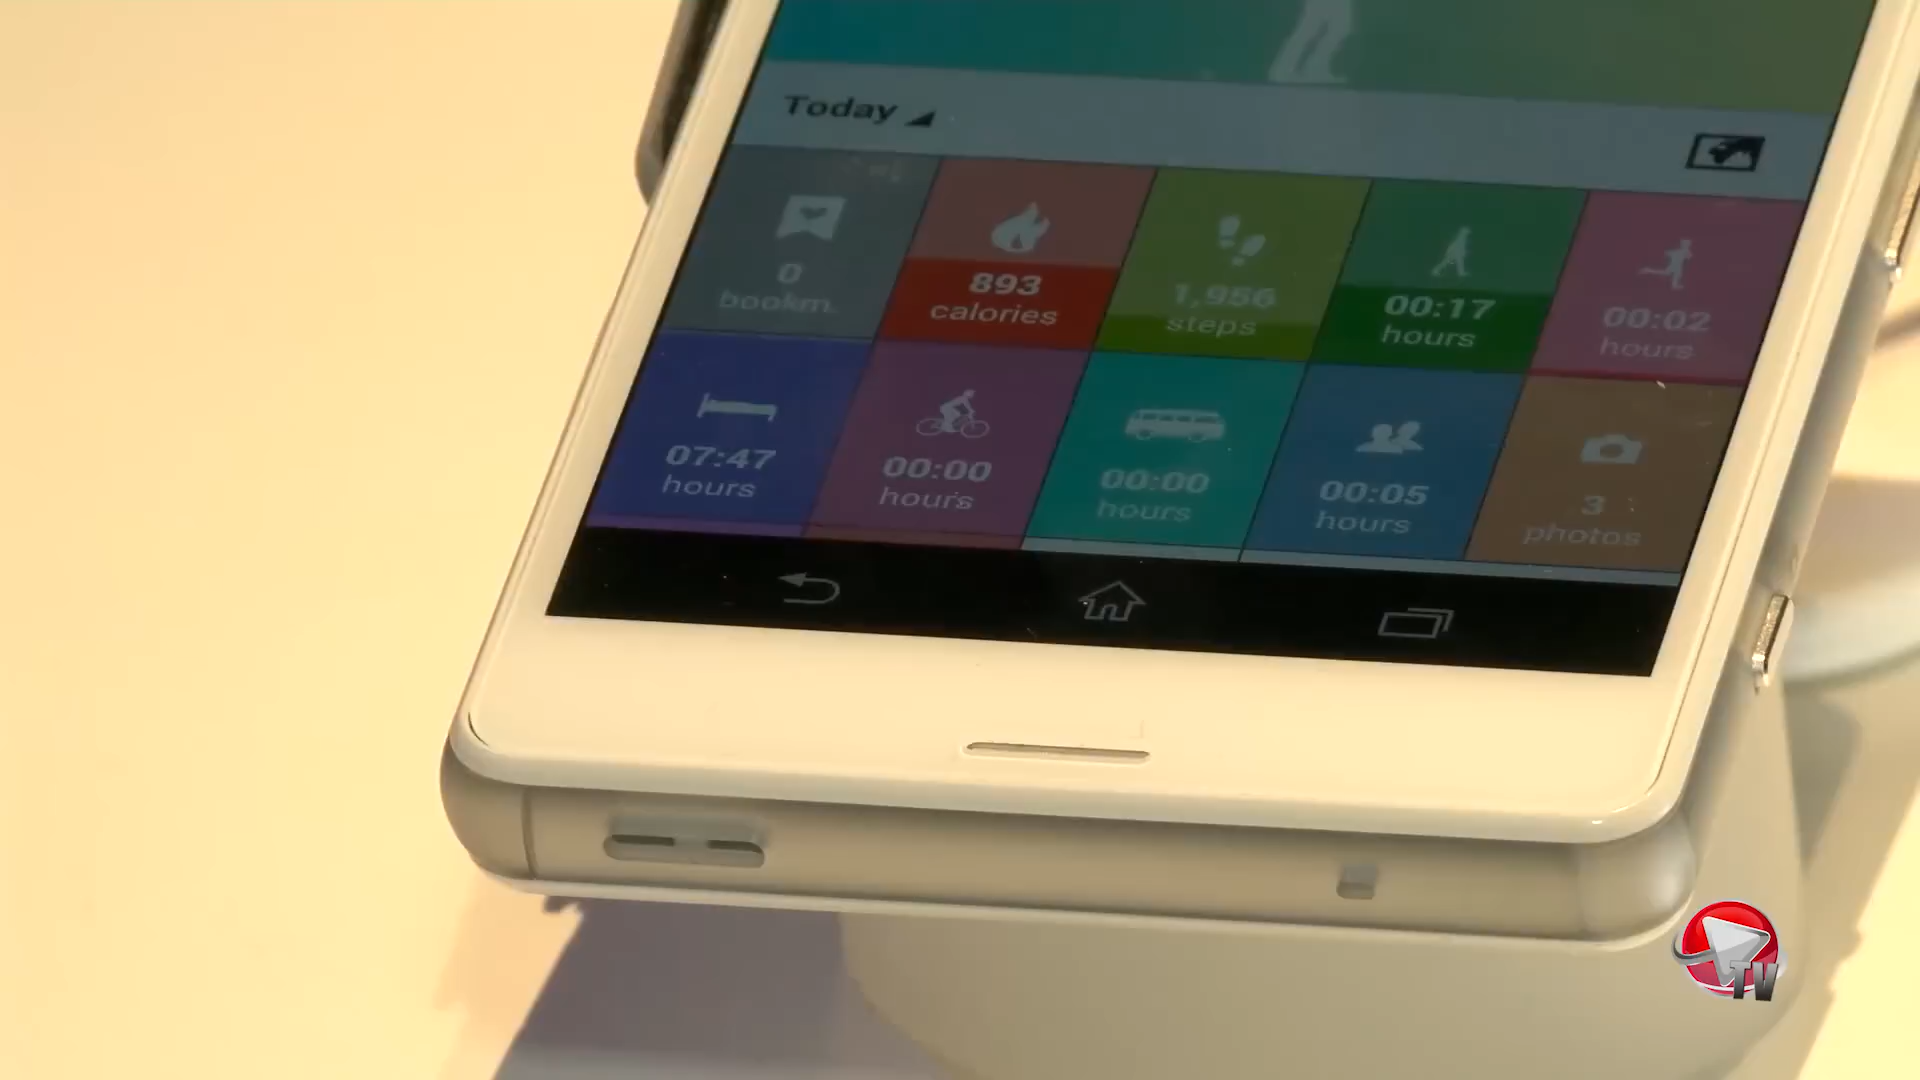 Today
0
bookm.
893
calories
1,956
steps
00:17
hours
00:02
hours
07:47
hours
00:00
hours
00:00
hours
00:05
hours
3
photos
TV